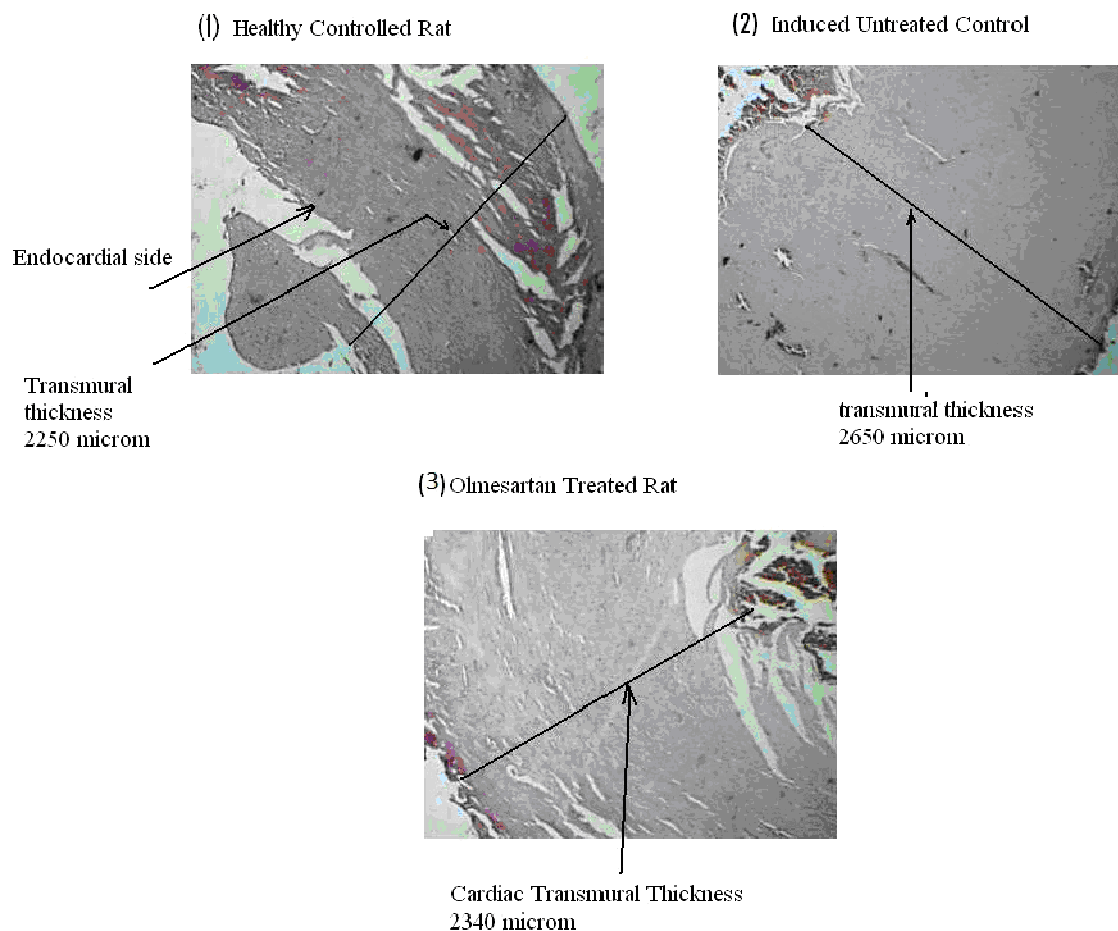 (1) Healthy Controlled Rat
(2) Induced Untreated Control
Endocardial side
Transmural
thickness
2250 microm
transmural thickness
2650 microm
(3) Olmesartan Treated Rat
Cardiac Transmural Thickness
2340 microm